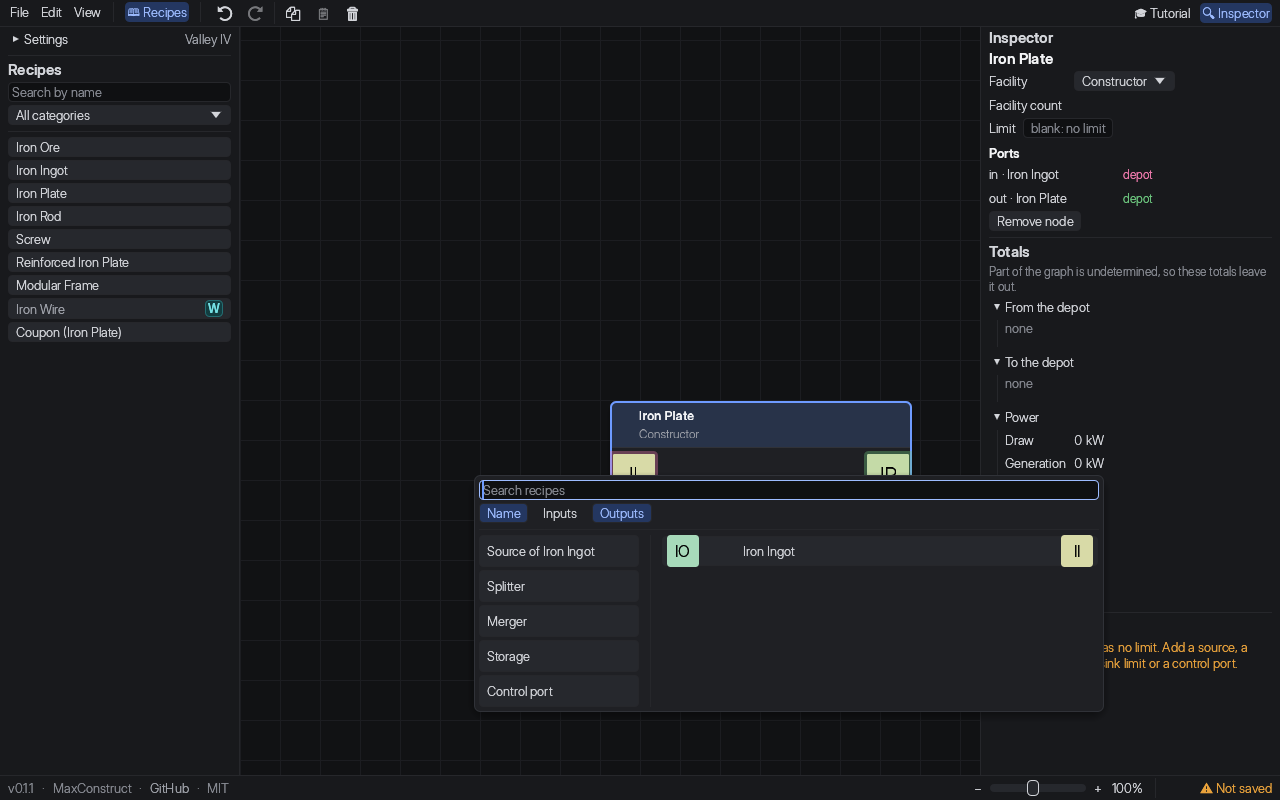 File Edit View Recipes Tutorial Inspector
Settings Valley IV
Recipes
Search by name
All categories
Iron Ore
Iron Ingot
Iron Plate
Iron Rod
Screw
Reinforced Iron Plate
Modular Frame
Iron Wire W
Coupon (Iron Plate)
Iron Plate
Constructor
Search recipes
Name Inputs Outputs
Source of Iron Ingot
Splitter
Merger
Storage
Control port
IO Iron Ingot II
Inspector
Iron Plate
Facility Constructor
Facility count
Limit blank: no limit
Ports
in · Iron Ingot depot
out · Iron Plate depot
Remove node
Totals
Part of the graph is undetermined, so these totals leave
it out.
From the depot
none
To the depot
none
Power
Draw 0 kW
Generation 0 kW
as no limit. Add a source, a
sink limit or a control port.
v0.1.1 · MaxConstruct · GitHub · MIT
− + 100% Not saved